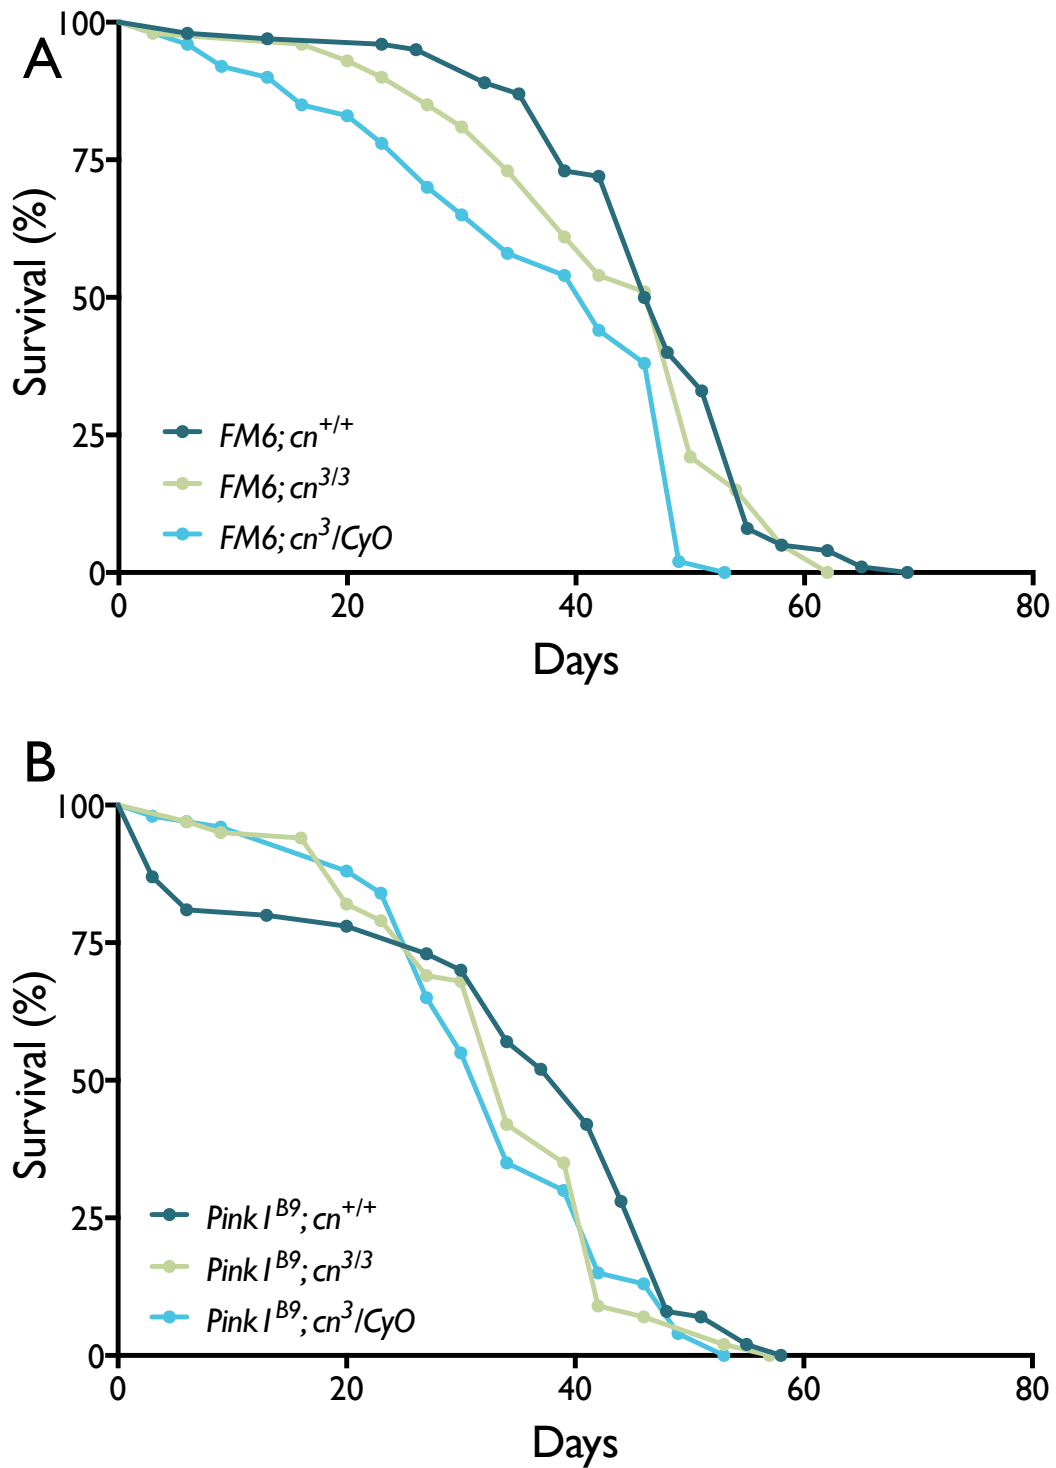 A
100
75
50
25
0
Survival (%)
FM6; cn+/+
FM6; cn3/3
FM6; cn3/CyO
0 20 40 60 80
Days
B
100
75
50
25
0
Survival (%)
Pink1B9; cn+/+
Pink1B9; cn3/3
Pink1B9; cn3/CyO
0 20 40 60 80
Days